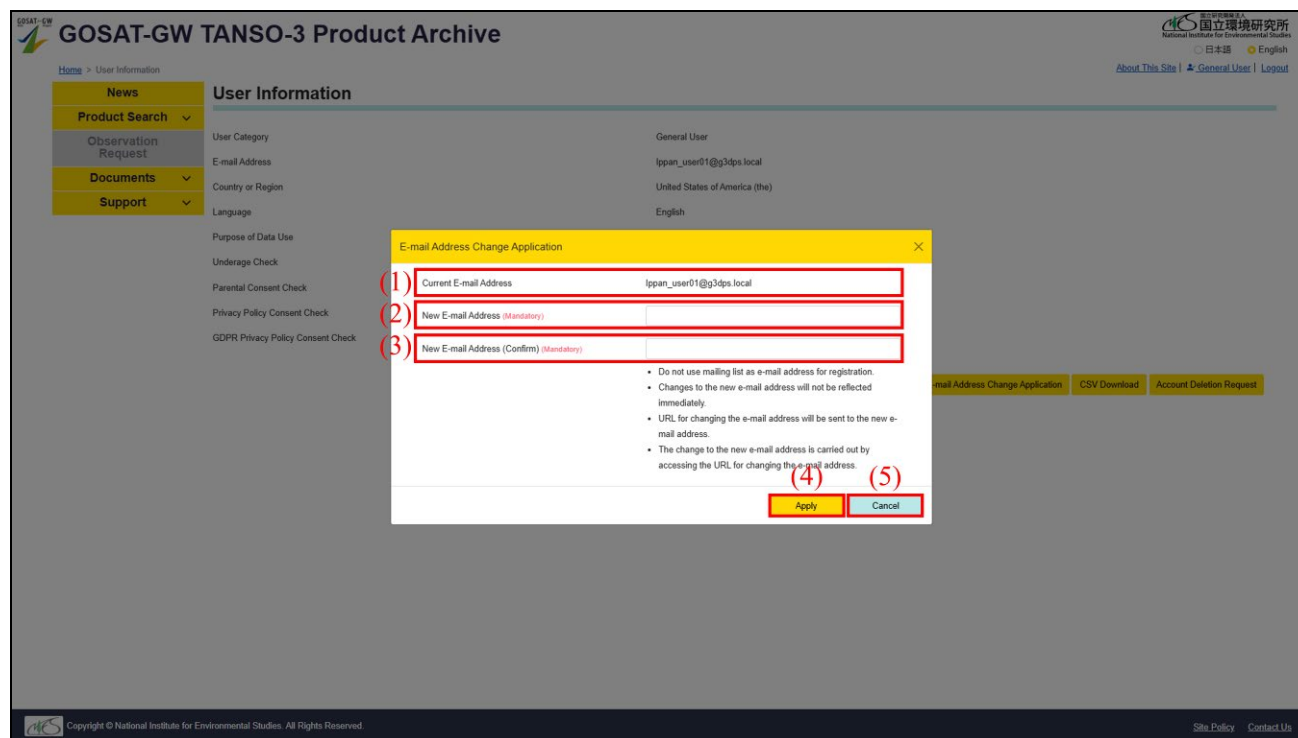 GOSAT-GW
GOSAT-GW TANSO-3 Product Archive
国立研究開発法人
国立環境研究所
National Institute for Environmental Studies
日本語 English
Home > User Information
About This Site | General User | Logout
News
Product Search
Observation
Request
Documents
Support
User Information
User Category General User
E-mail Address Ippan_user01@g3dps.local
Country or Region United States of America (the)
Language English
Purpose of Data Use
Underage Check
Parental Consent Check
Privacy Policy Consent Check
GDPR Privacy Policy Consent Check
E-mail Address Change Application
(1) Current E-mail Address Ippan_user01@g3dps.local
(2) New E-mail Address (Mandatory)
(3) New E-mail Address (Confirm) (Mandatory)
• Do not use mailing list as e-mail address for registration.
• Changes to the new e-mail address will not be reflected
immediately.
• URL for changing the e-mail address will be sent to the new e-
mail address.
• The change to the new e-mail address is carried out by
accessing the URL for changing the e-mail address.
(4) (5)
Apply Cancel
-mail Address Change Application CSV Download Account Deletion Request
Copyright © National Institute for Environmental Studies. All Rights Reserved.
Site Policy Contact Us